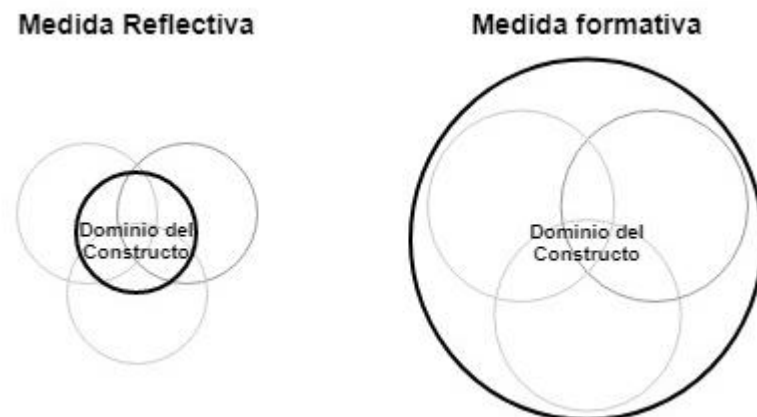 Medida Reflectiva
Medida formativa
Dominio del
Constructo
Dominio del
Constructo